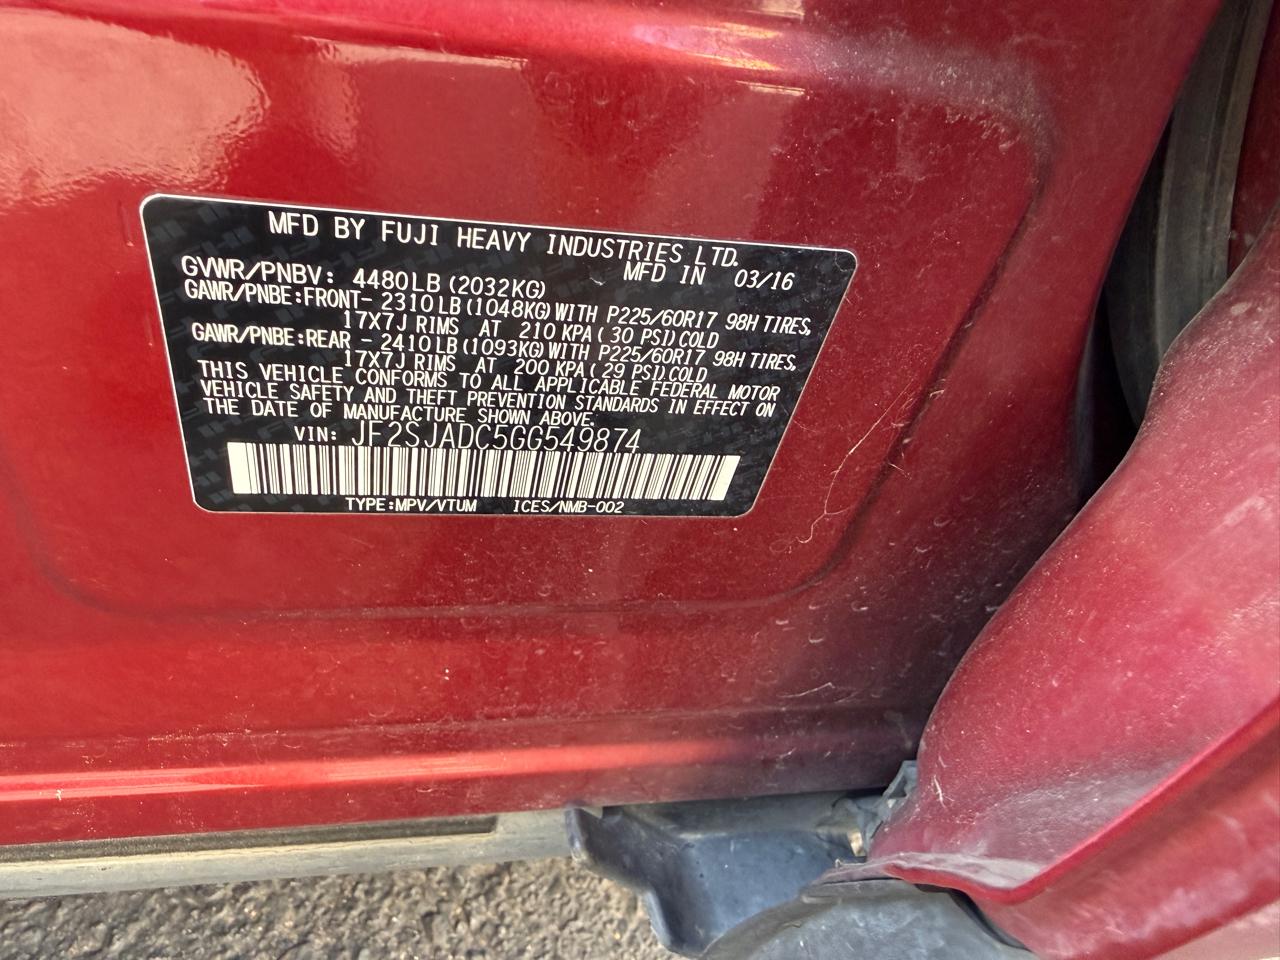 MFD BY FUJI HEAVY INDUSTRIES LTD.
MFD IN 03/16
GVWR/PNBV: 4480LB(2032KG)
GAWR/PNBE:FRONT- 2310LB(1048KG)WITH P225/60R17 98H TIRES,
17X7J RIMS AT 210 KPA( 30 PSI)COLD
GAWR/PNBE:REAR - 2410LB(1093KG)WITH P225/60R17 98H TIRES,
17X7J RIMS AT 200 KPA( 29 PSI)COLD
THIS VEHICLE CONFORMS TO ALL APPLICABLE FEDERAL MOTOR
VEHICLE SAFETY AND THEFT PREVENTION STANDARDS IN EFFECT ON
THE DATE OF MANUFACTURE SHOWN ABOVE.
VIN: JF2SJADC5GG549874
TYPE:MPV/VTUM ICES/NMB-002